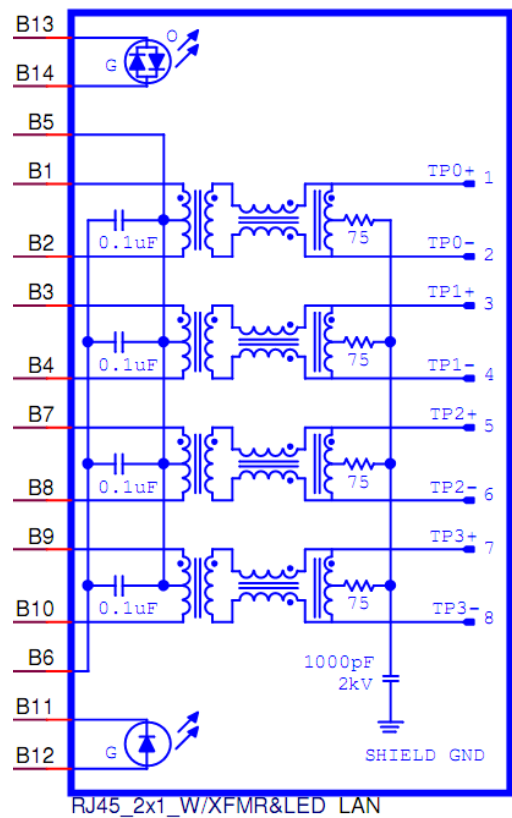 B13
O
G
B14
B5
B1
TP0+ 1
0.1uF
75
B2
TP0- 2
B3
TP1+ 3
0.1uF
75
B4
TP1- 4
B7
TP2+ 5
0.1uF
75
B8
TP2- 6
B9
TP3+ 7
0.1uF
75
B10
TP3- 8
B6
1000pF
2kV
B11
G
SHIELD GND
B12
RJ45_2x1_W/XFMR&LED LAN